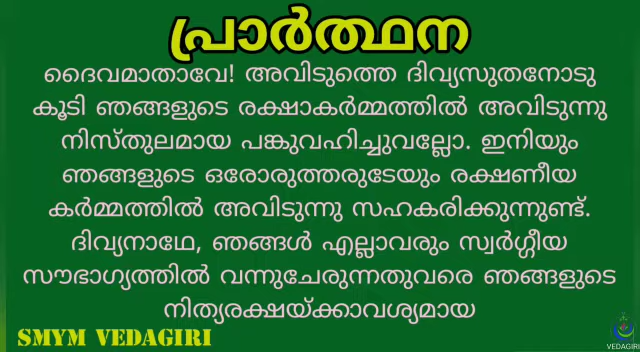 പ്രാർത്ഥന
ദൈവമാതാവേ! അവിടുത്തെ ദിവ്യസുതനോടു
കൂടി ഞങ്ങളുടെ രക്ഷാകർമ്മത്തിൽ അവിടുന്നു
നിസ്തുലമായ പങ്കുവഹിച്ചുവല്ലോ. ഇനിയും
ഞങ്ങളുടെ ഒരോരുത്തരുടേയും രക്ഷണീയ
കർമ്മത്തിൽ അവിടുന്നു സഹകരിക്കുന്നുണ്ട്.
ദിവ്യനാഥേ, ഞങ്ങൾ എല്ലാവരും സ്വർഗ്ഗീയ
സൗഭാഗ്യത്തിൽ വന്നുചേരുന്നതുവരെ ഞങ്ങളുടെ
നിത്യരക്ഷയ്ക്കാവശ്യമായ
SMYM VEDAGIRI
VEDAGIRI